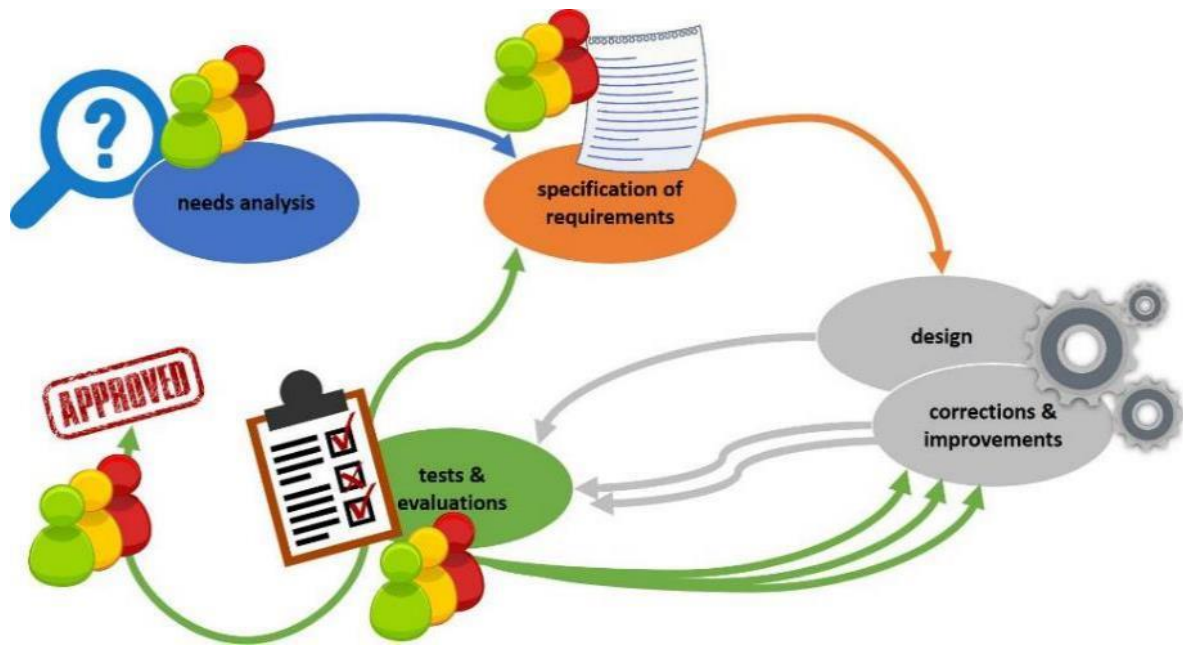 ?
needs analysis
specification of
requirements
design
corrections &
improvements
APPROVED
tests &
evaluations